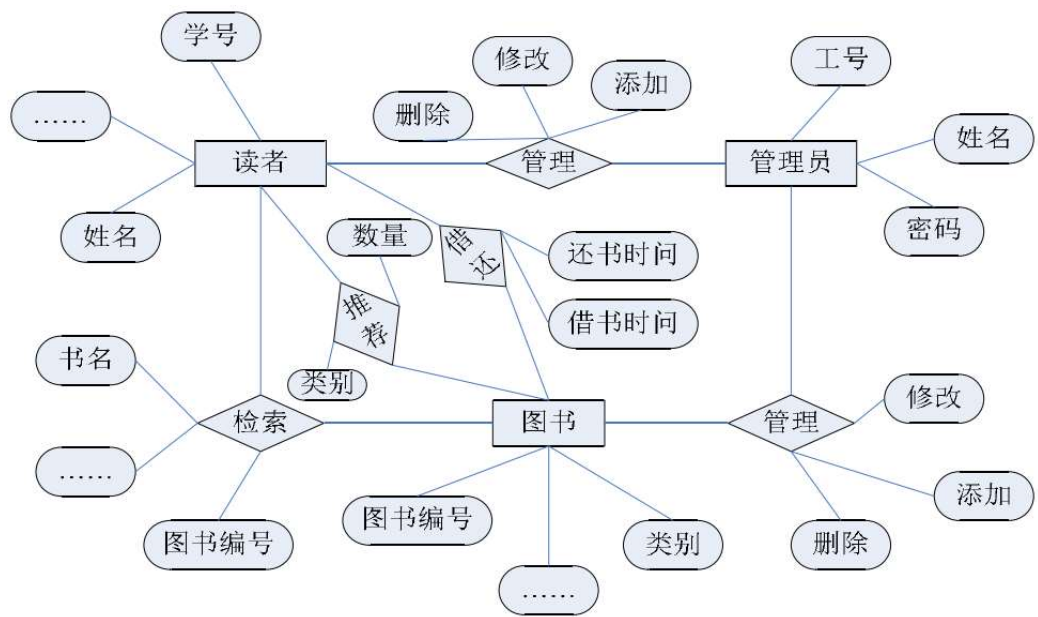 学号
修改
工号
添加
……
删除
姓名
读者
管理
管理员
密码
姓名
数量
借还
还书时问
推荐
借书时问
书名
类别
修改
检索
图书
管理
……
添加
图书编号
图书编号
类别
删除
……